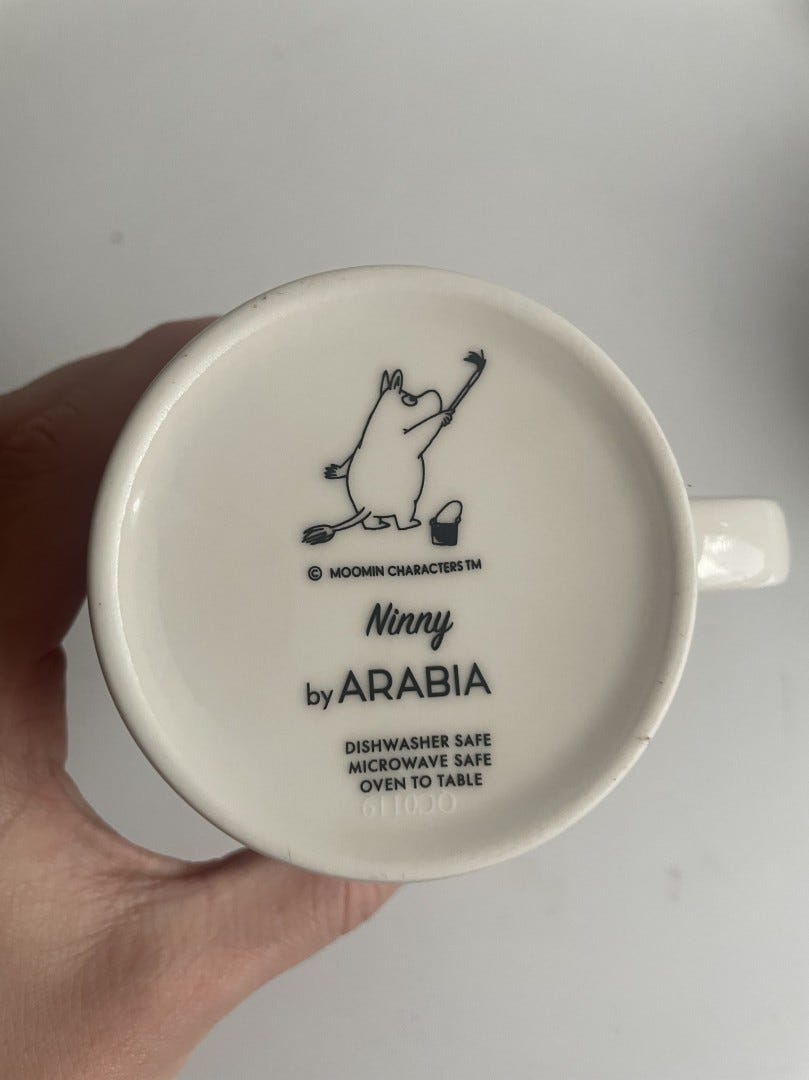 © MOOMIN CHARACTERS TM
Ninny
by ARABIA
DISHWASHER SAFE
MICROWAVE SAFE
OVEN TO TABLE